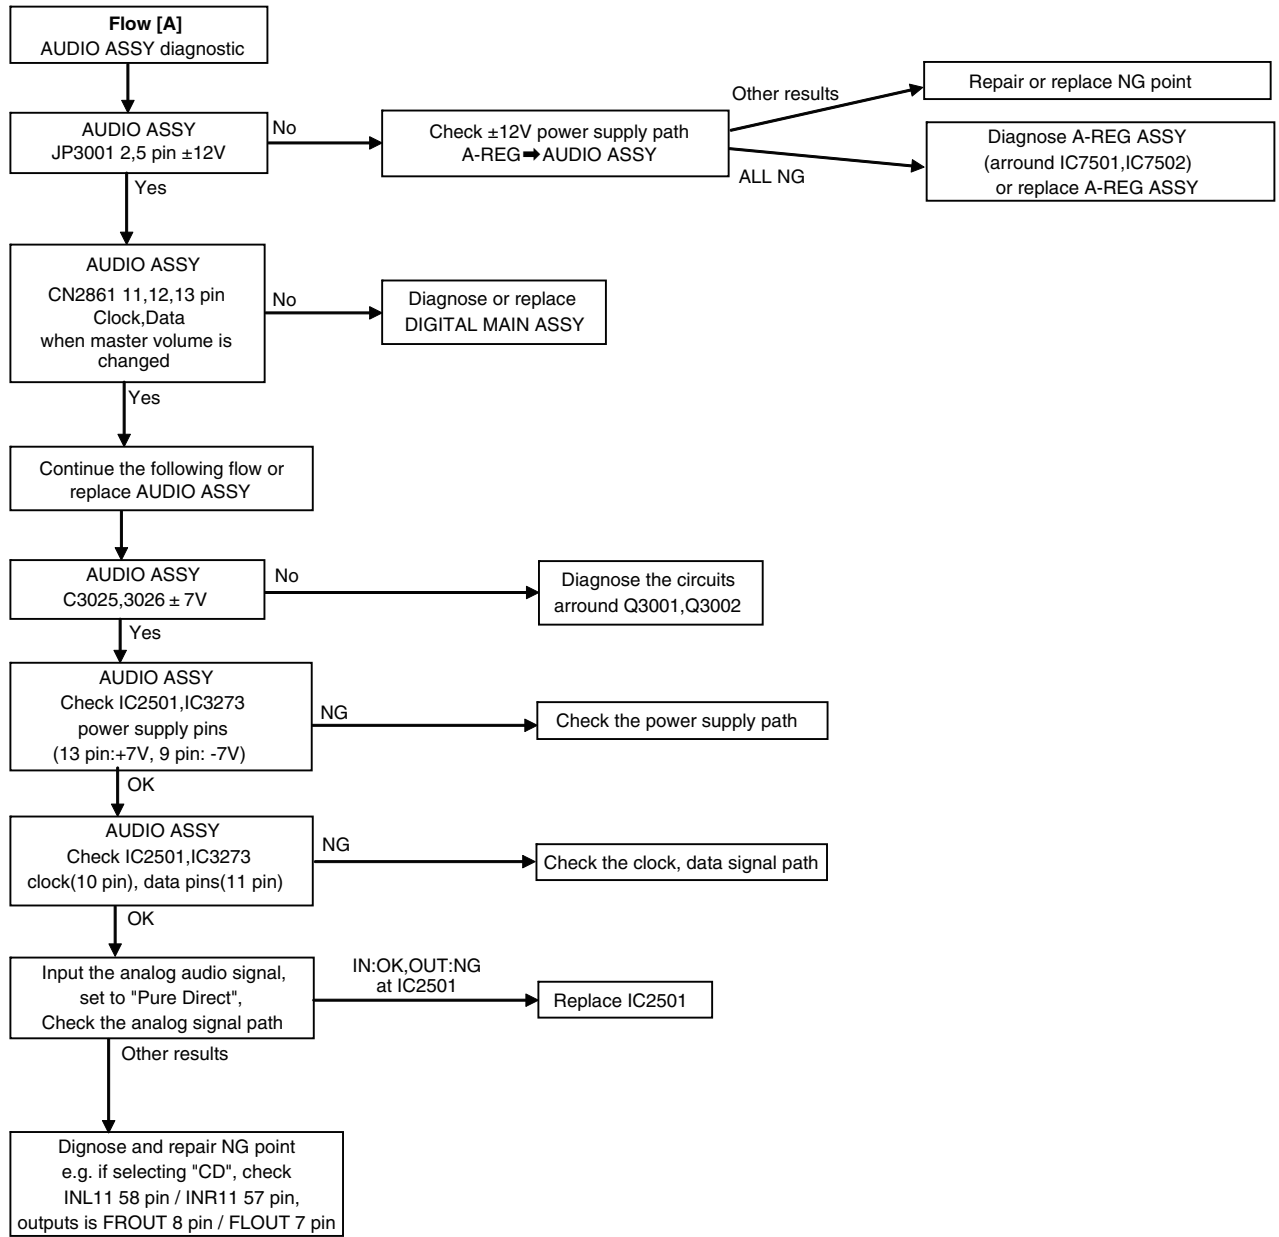 Flow [A]
AUDIO ASSY diagnostic
AUDIO ASSY
JP3001 2,5 pin ±12V
No
Check ±12V power supply path
A-REG➡AUDIO ASSY
Other results
Repair or replace NG point
ALL NG
Diagnose A-REG ASSY
(arround IC7501,IC7502)
or replace A-REG ASSY
Yes
AUDIO ASSY
CN2861 11,12,13 pin
Clock,Data
when master volume is
changed
No
Diagnose or replace
DIGITAL MAIN ASSY
Yes
Continue the following flow or
replace AUDIO ASSY
AUDIO ASSY
C3025,3026 ± 7V
No
Diagnose the circuits
arround Q3001,Q3002
Yes
AUDIO ASSY
Check IC2501,IC3273
power supply pins
(13 pin:+7V, 9 pin: -7V)
NG
Check the power supply path
OK
AUDIO ASSY
Check IC2501,IC3273
clock(10 pin), data pins(11 pin)
NG
Check the clock, data signal path
OK
Input the analog audio signal,
set to "Pure Direct",
Check the analog signal path
IN:OK,OUT:NG
at IC2501
Replace IC2501
Other results
Dignose and repair NG point
e.g. if selecting "CD", check
INL11 58 pin / INR11 57 pin,
outputs is FROUT 8 pin / FLOUT 7 pin